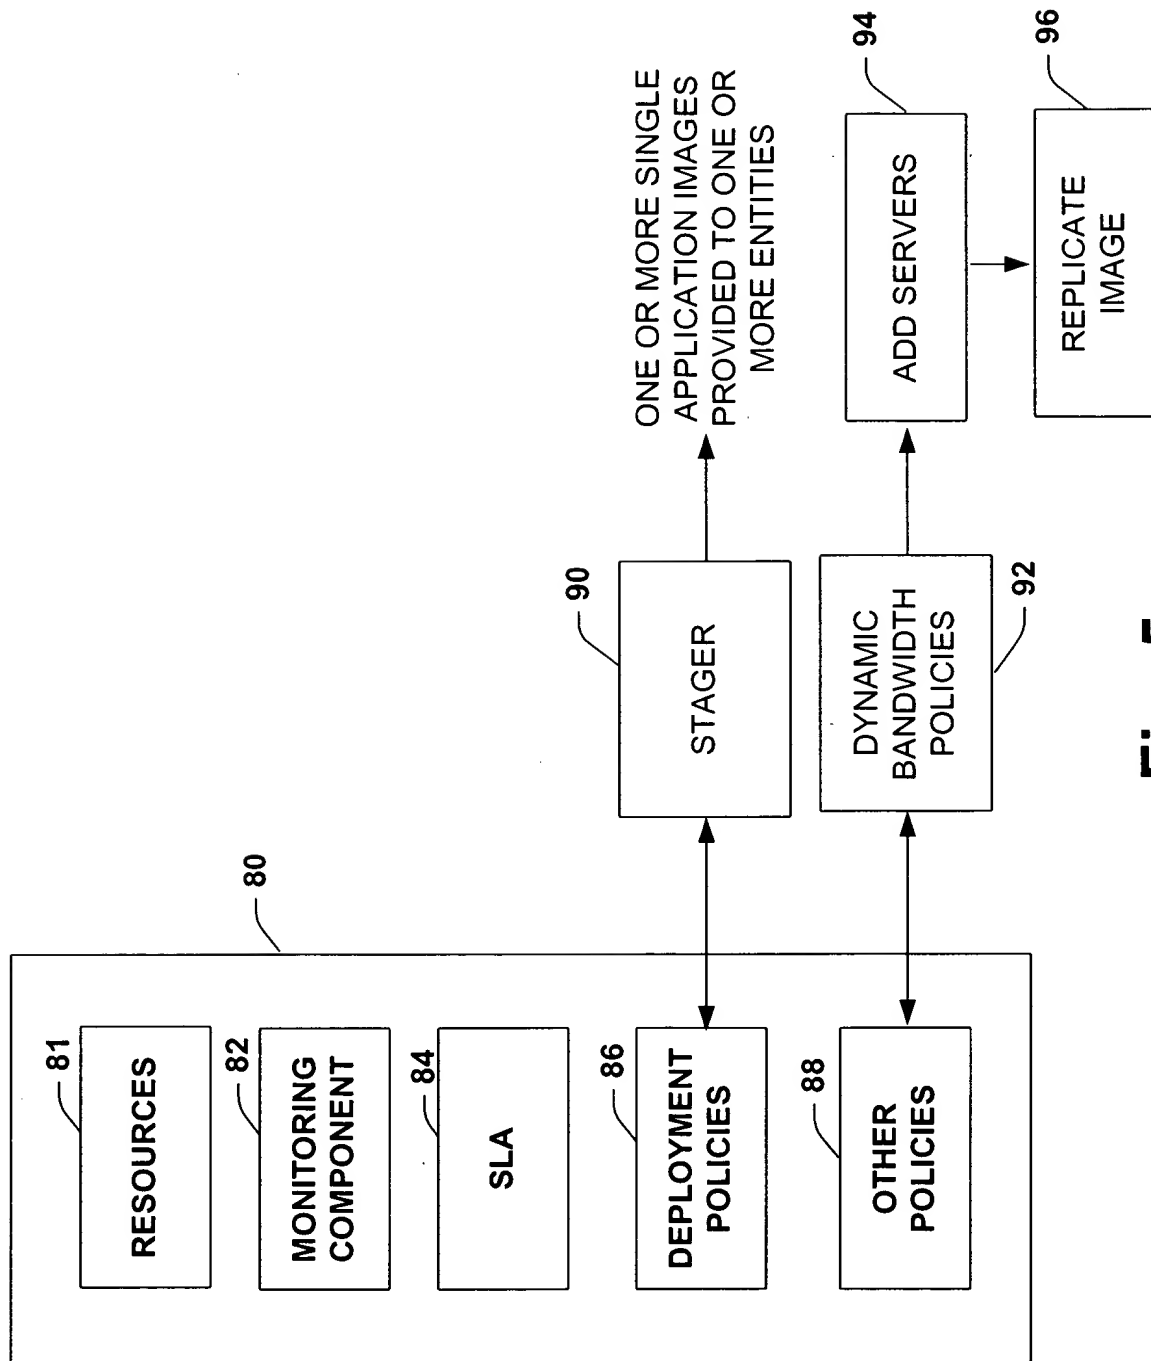 80
81
RESOURCES
82
MONITORING
COMPONENT
84
SLA
86
DEPLOYMENT
POLICIES
88
OTHER
POLICIES
90
STAGER
ONE OR MORE SINGLE
APPLICATION IMAGES
PROVIDED TO ONE OR
MORE ENTITIES
DYNAMIC
BANDWIDTH
POLICIES
92
94
ADD SERVERS
96
REPLICATE
IMAGE